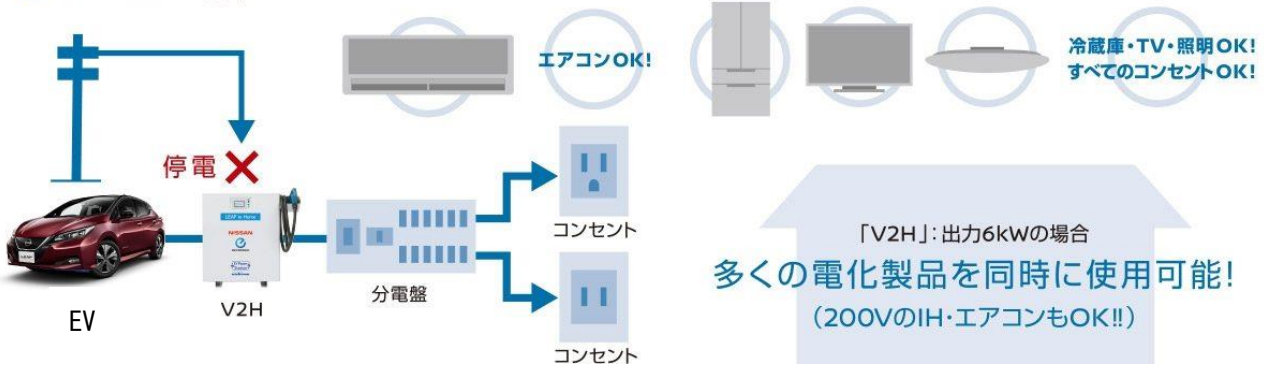 エアコンOK!
冷蔵庫・TV・照明OK!
すべてのコンセントOK!
停電
LEAF to Home
NISSAN
EV
V2H
分電盤
コンセント
コンセント
「V2H」:出力6kWの場合
多くの電化製品を同時に使用可能!
(200VのIH・エアコンもOK!!)